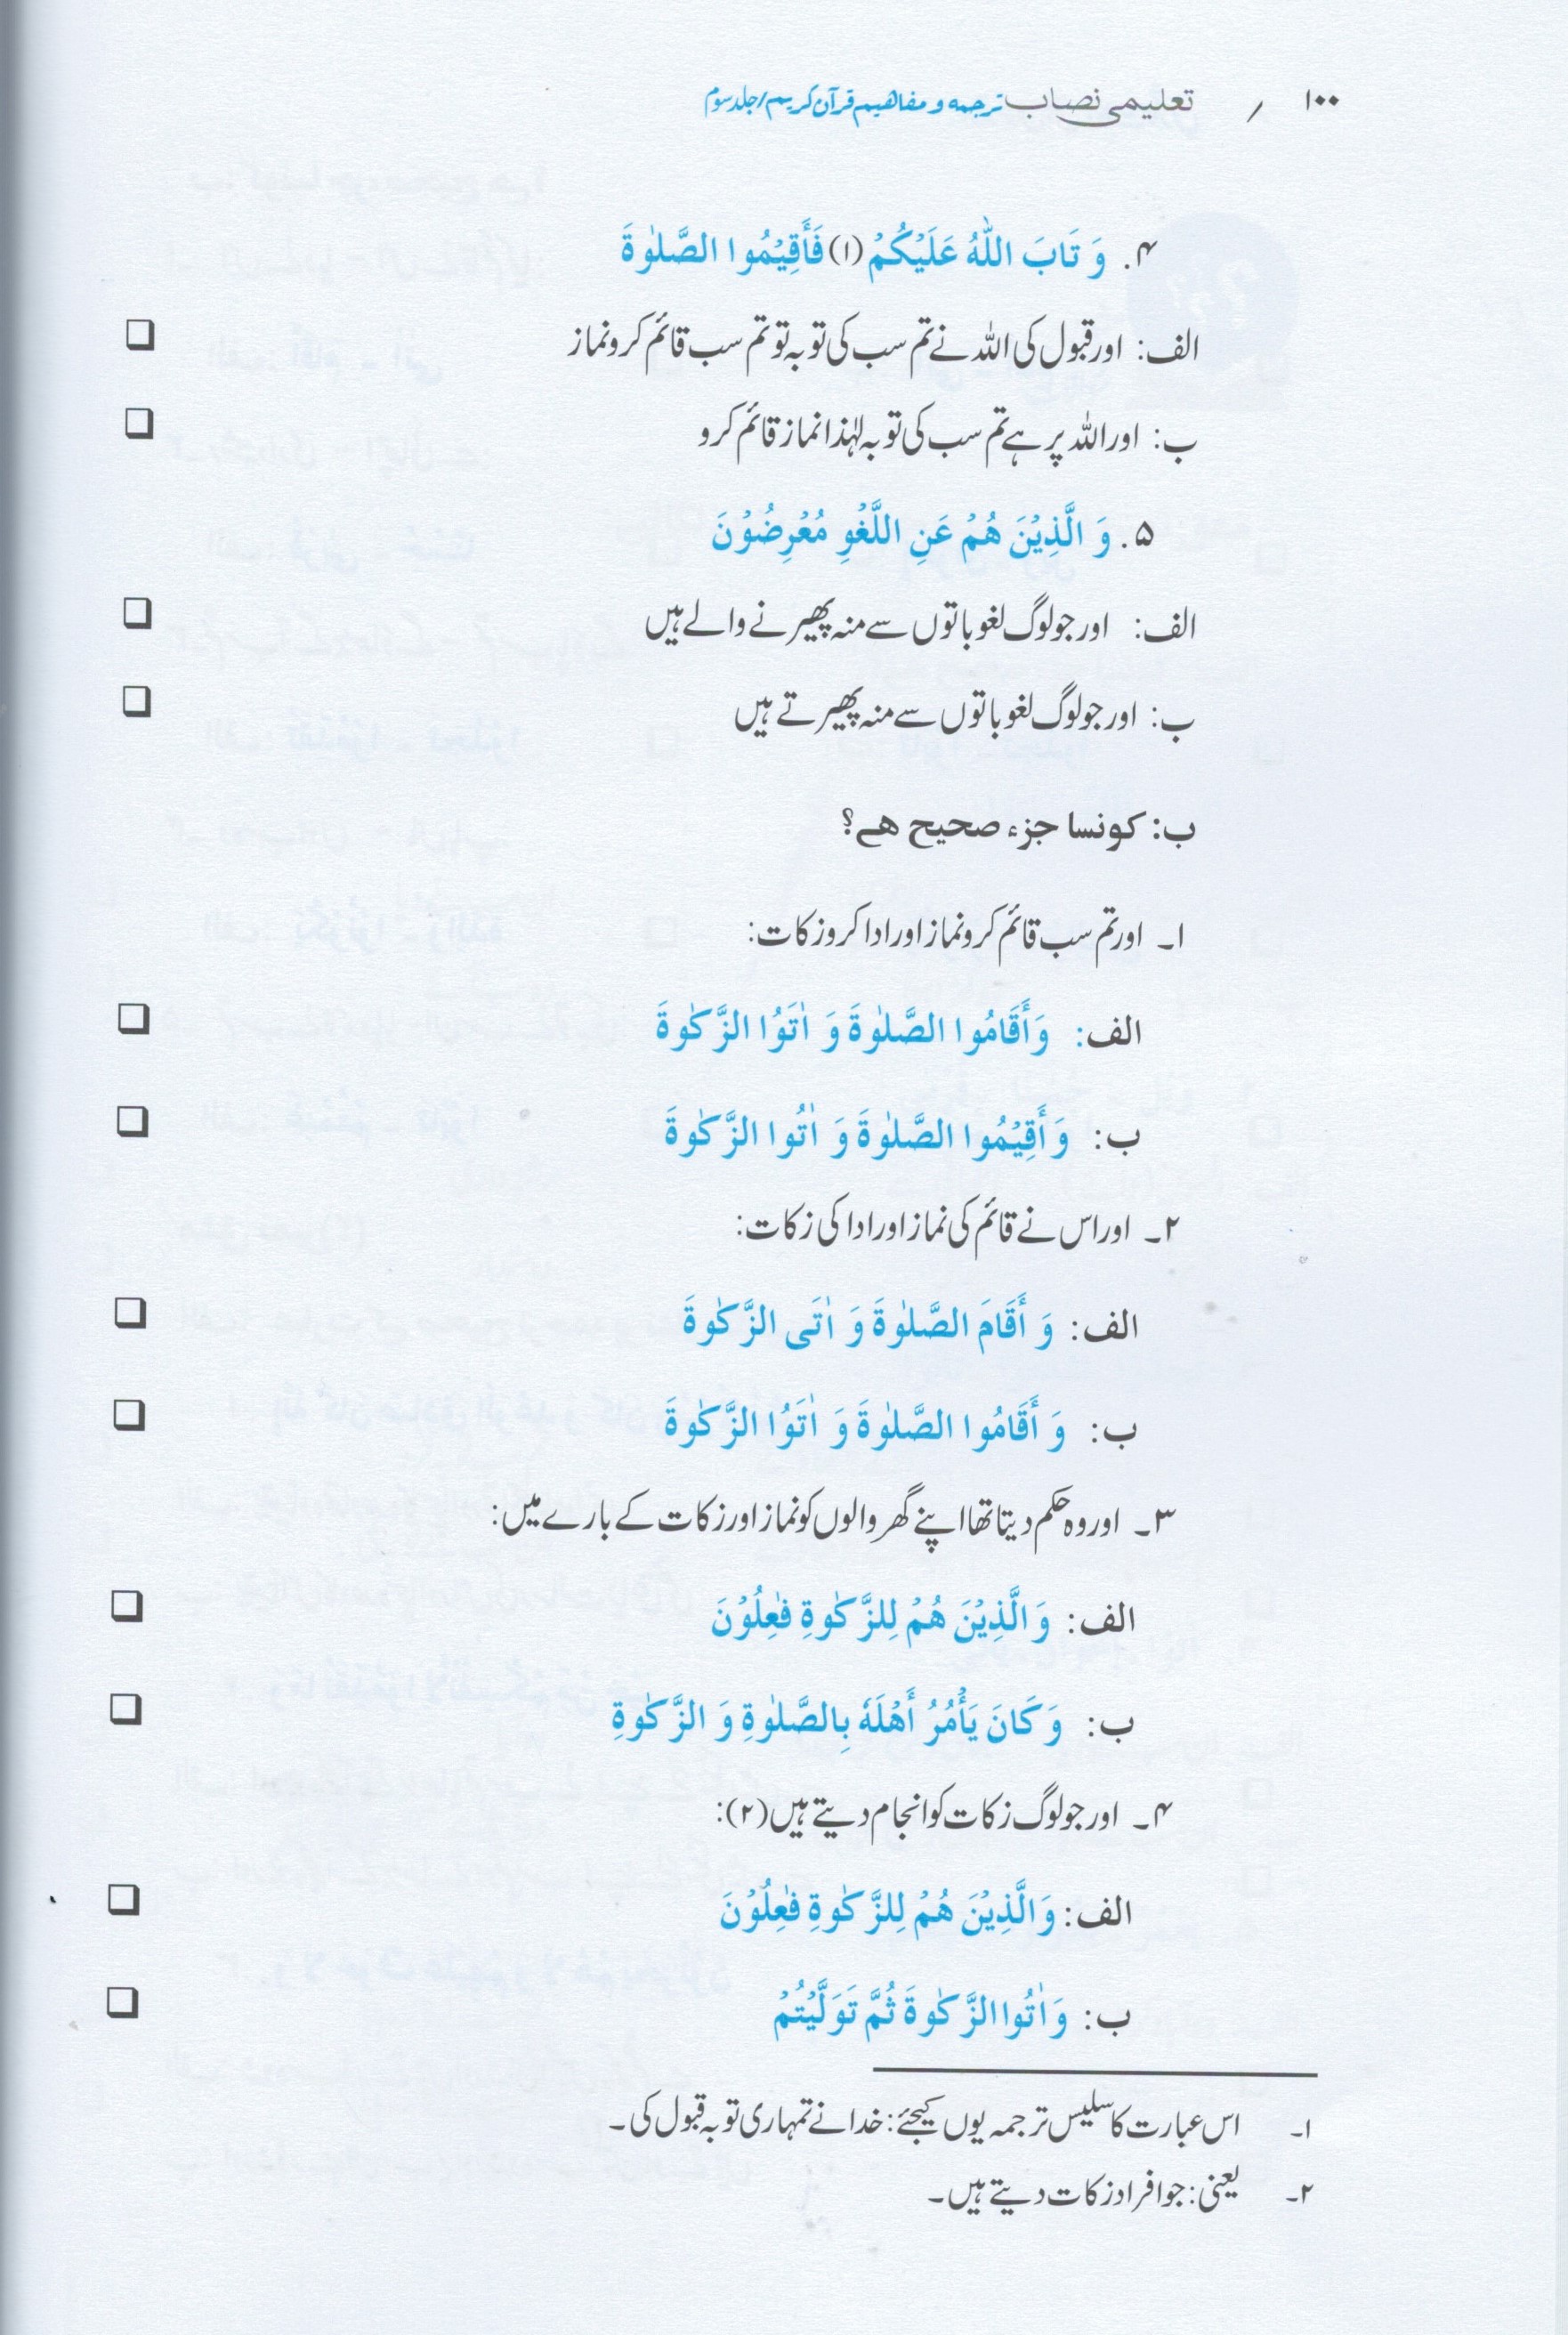 ۱۰۰ / تعلیمی نصاب ترجمہ و مفاھیم قرآن کریم/جلد سوم
۴. وَ تَابَ اللّٰهُ عَلَيْكُمْ (۱) فَأَقِيْمُوا الصَّلٰوةَ
الف: اور قبول کی اللہ نے تم سب کی توبہ تو تم سب قائم کرو نماز
ب: اور اللہ پر ہے تم سب کی توبہ لہٰذا نماز قائم کرو
۵. وَ الَّذِيْنَ هُمْ عَنِ اللَّغْوِ مُعْرِضُوْنَ
الف: اور جو لوگ لغو باتوں سے منہ پھیرنے والے ہیں
ب: اور جو لوگ لغو باتوں سے منہ پھیرتے ہیں
ب: کونسا جزء صحیح ھے؟
۱۔ اور تم سب قائم کرو نماز اور ادا کرو زکات:
الف: وَأَقَامُوا الصَّلٰوةَ وَ اٰتَوُا الزَّكٰوةَ
ب: وَ أَقِيْمُوا الصَّلٰوةَ وَ اٰتُوا الزَّكٰوةَ
۲۔ اور اس نے قائم کی نماز اور ادا کی زکات:
الف: وَ أَقَامَ الصَّلٰوةَ وَ اٰتَى الزَّكٰوةَ
ب: وَ أَقَامُوا الصَّلٰوةَ وَ اٰتَوُا الزَّكٰوةَ
۳۔ اور وہ حکم دیتا تھا اپنے گھر والوں کو نماز اور زکات کے بارے میں:
الف: وَ الَّذِيْنَ هُمْ لِلزَّكٰوةِ فٰعِلُوْنَ
ب: وَ كَانَ يَأْمُرُ أَهْلَهٗ بِالصَّلٰوةِ وَ الزَّكٰوةِ
۴۔ اور جو لوگ زکات کو انجام دیتے ہیں (۲):
الف: وَالَّذِيْنَ هُمْ لِلزَّكٰوةِ فٰعِلُوْنَ
ب: وَ اٰتُوا الزَّكٰوةَ ثُمَّ تَوَلَّيْتُمْ
۱۔ اس عبارت کا سلیس ترجمہ یوں کیجئے: خدا نے تمہاری توبہ قبول کی۔
۲۔ یعنی: جو افراد زکات دیتے ہیں۔